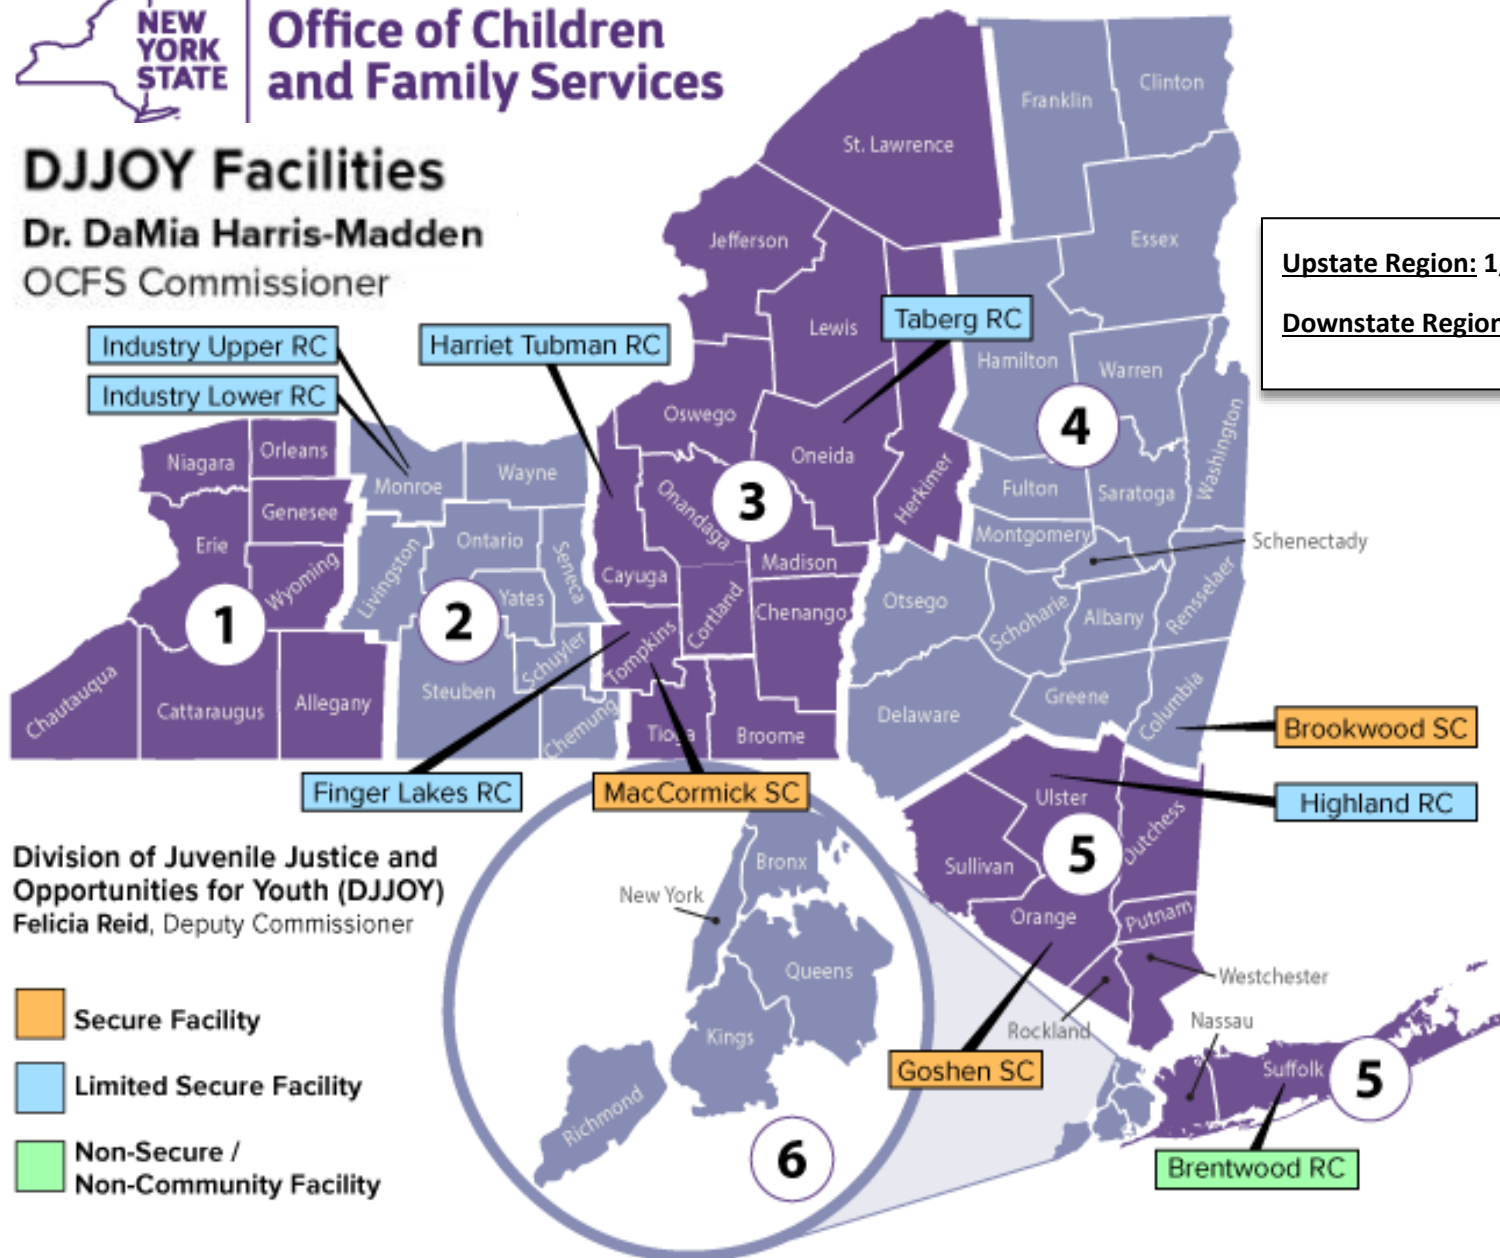 NEW
YORK
STATE
Office of Children
and Family Services
DJJOY Facilities
Dr. DaMia Harris-Madden
OCFS Commissioner
Upstate Region: 1,
Downstate Region
Industry Upper RC
Industry Lower RC
Harriet Tubman RC
Taberg RC
Franklin
Clinton
St. Lawrence
Essex
Jefferson
Lewis
Hamilton
Warren
Washington
Oswego
Oneida
Herkimer
Fulton
Saratoga
Montgomery
Schenectady
4
Niagara
Orleans
Monroe
Wayne
Genesee
Erie
Wyoming
Livingston
Ontario
Seneca
Yates
Onandaga
3
Cayuga
Madison
Cortland
Chenango
Otsego
Schoharie
Albany
Rensselaer
1
2
Chautauqua
Cattaraugus
Allegany
Steuben
Schuyler
Chemung
Tompkins
Tioga
Broome
Delaware
Greene
Columbia
Brookwood SC
Finger Lakes RC
MacCormick SC
Highland RC
Ulster
Dutchess
Sullivan
5
Orange
Putnam
Westchester
Rockland
Nassau
Goshen SC
Suffolk
5
Brentwood RC
New York
Bronx
Queens
Kings
Richmond
6
Division of Juvenile Justice and
Opportunities for Youth (DJJOY)
Felicia Reid, Deputy Commissioner
Secure Facility
Limited Secure Facility
Non-Secure /
Non-Community Facility